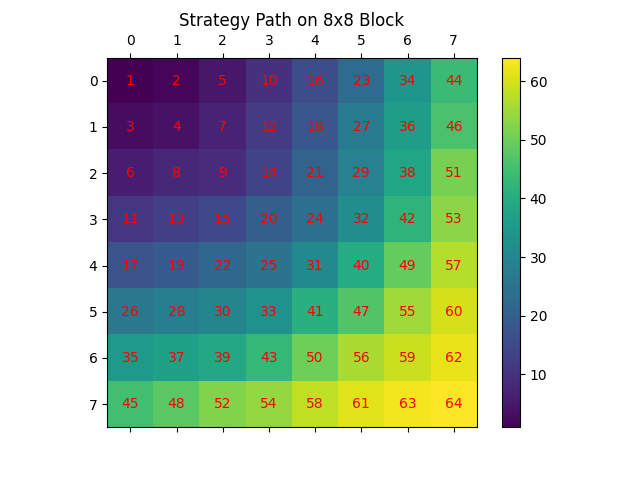 Strategy Path on 8x8 Block
0 1 2 3 4 5 6 7
0 1 2 5 10 16 23 34 44
1 3 4 7 12 18 27 36 46
2 6 8 9 14 21 29 38 51
3 11 13 15 20 24 32 42 53
4 17 19 22 25 31 40 49 57
5 26 28 30 33 41 47 55 60
6 35 37 39 43 50 56 59 62
7 45 48 52 54 58 61 63 64
60
50
40
30
20
10